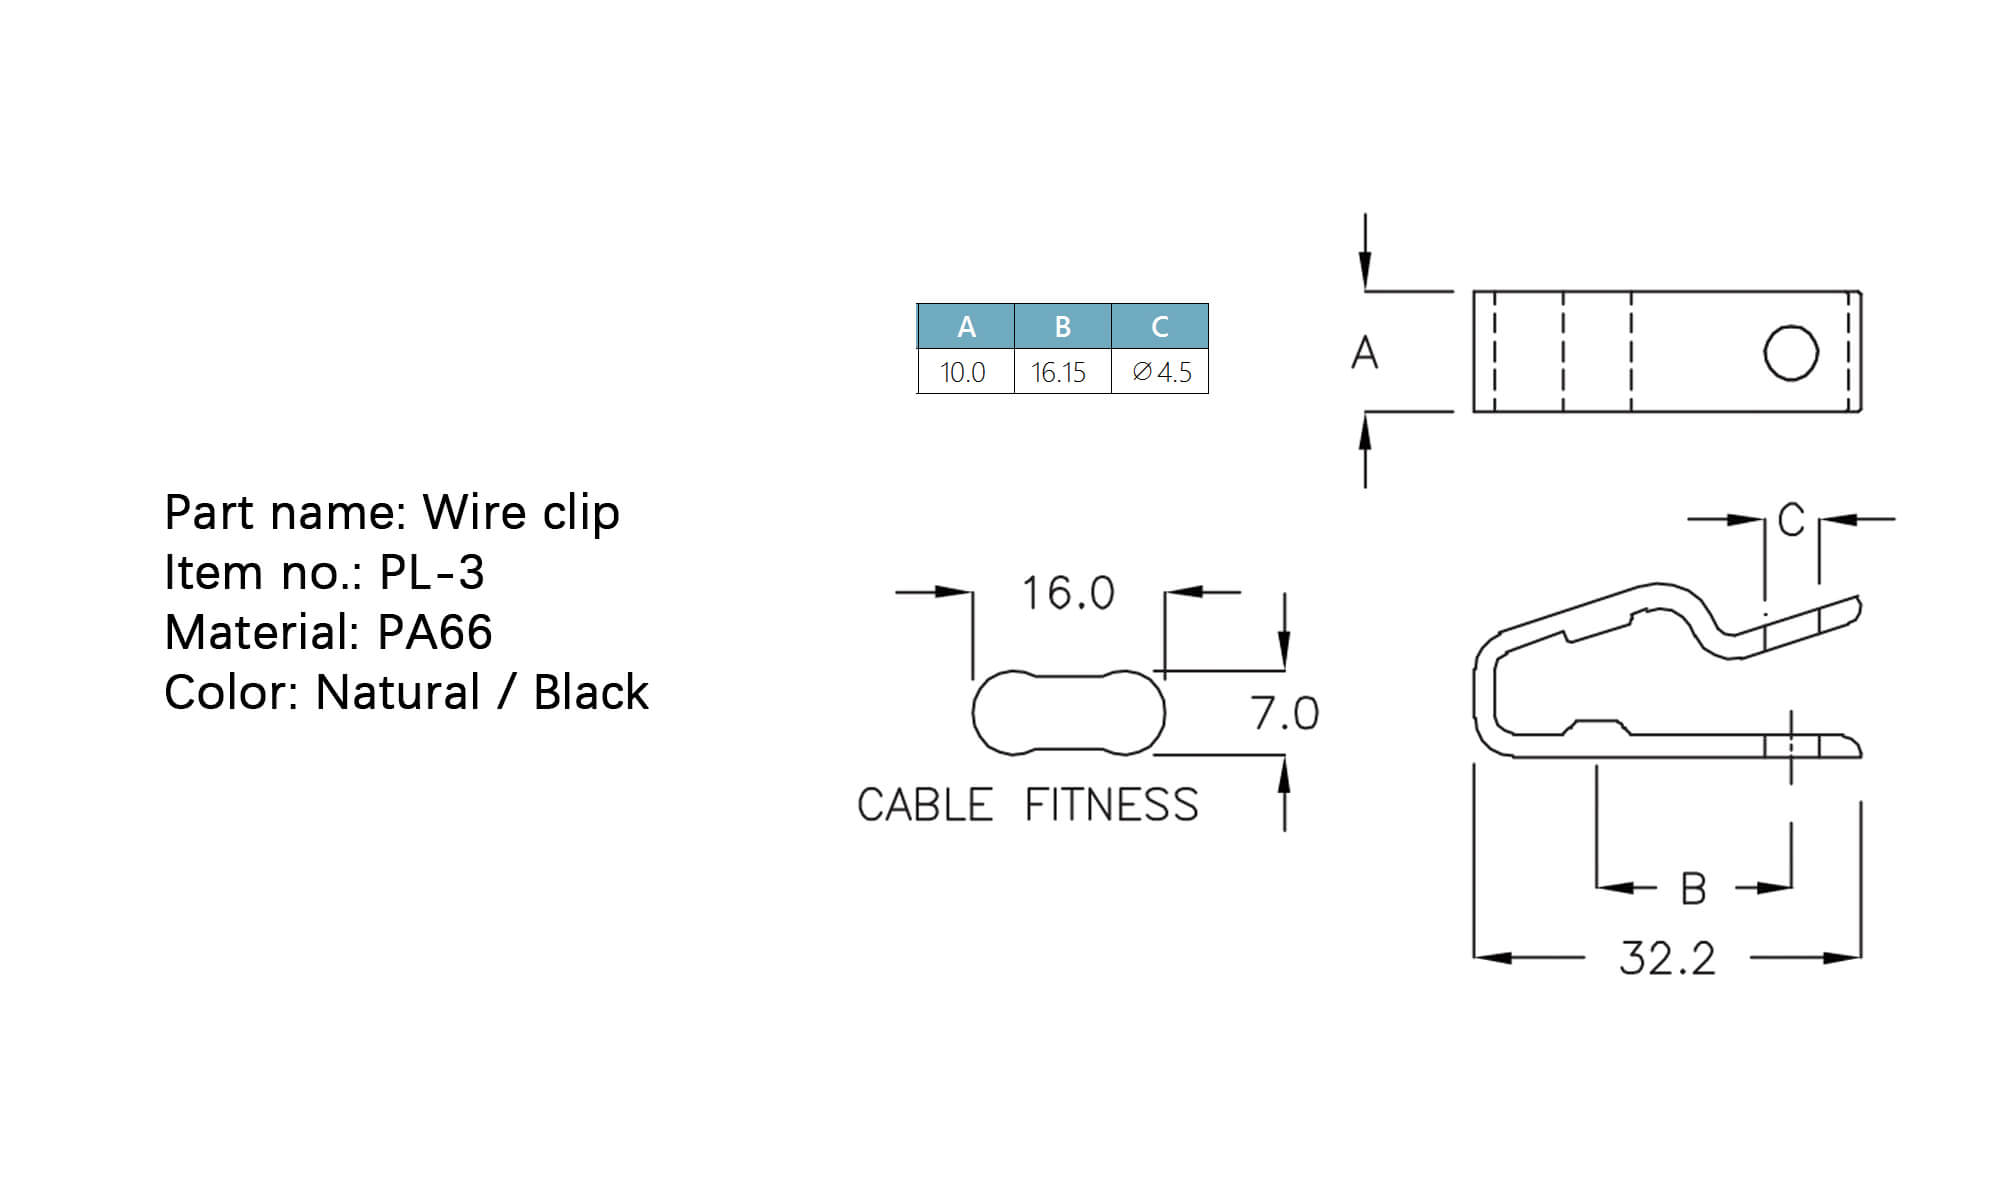 Part name: Wire clip
Item no.: PL-3
Material: PA66
Color: Natural / Black
A B C
10.0 16.15 ∅4.5
A
C
16.0
7.0
CABLE FITNESS
B
32.2